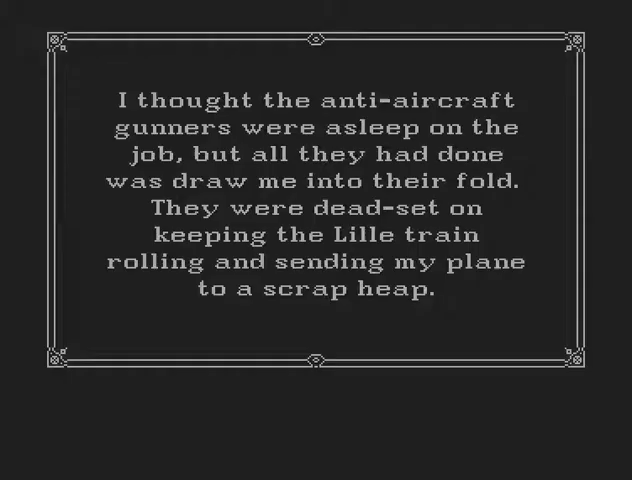 I thought the anti-aircraft
gunners were asleep on the
job, but all they had done
was draw me into their fold.
They were dead-set on
keeping the Lille train
rolling and sending my plane
to a scrap heap.